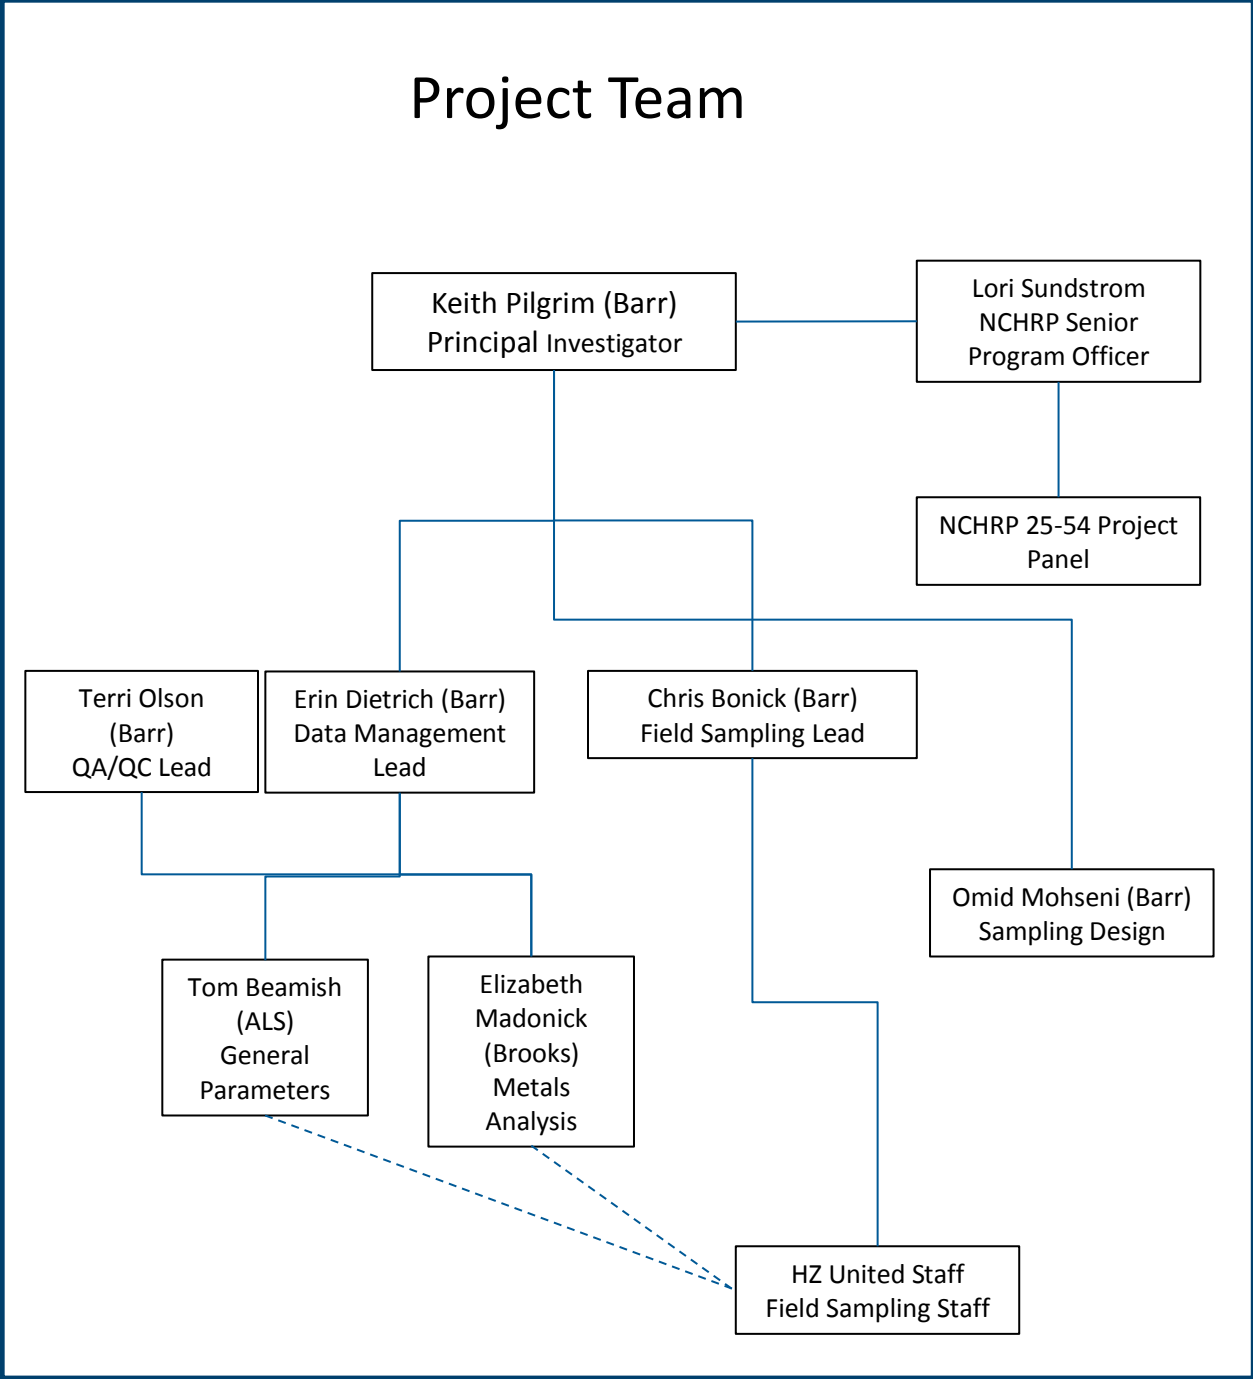 Project Team
Keith Pilgrim (Barr)
Principal Investigator
Lori Sundstrom
NCHRP Senior
Program Officer
NCHRP 25-54 Project
Panel
Terri Olson
(Barr)
QA/QC Lead
Erin Dietrich (Barr)
Data Management
Lead
Chris Bonick (Barr)
Field Sampling Lead
Omid Mohseni (Barr)
Sampling Design
Tom Beamish
(ALS)
General
Parameters
Elizabeth
Madonick
(Brooks)
Metals
Analysis
HZ United Staff
Field Sampling Staff